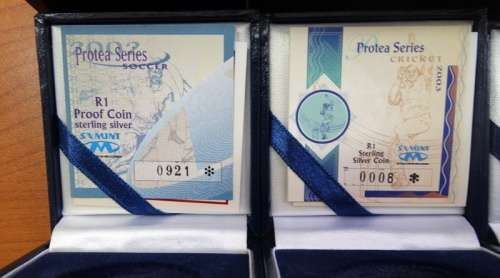 2003
Protea Series
SOCCER
R1
Proof Coin
sterling silver
SA MINT
0921 *
Protea Series
CRICKET
2003
R1
Sterling
Silver Coin
SA MINT
0008 *